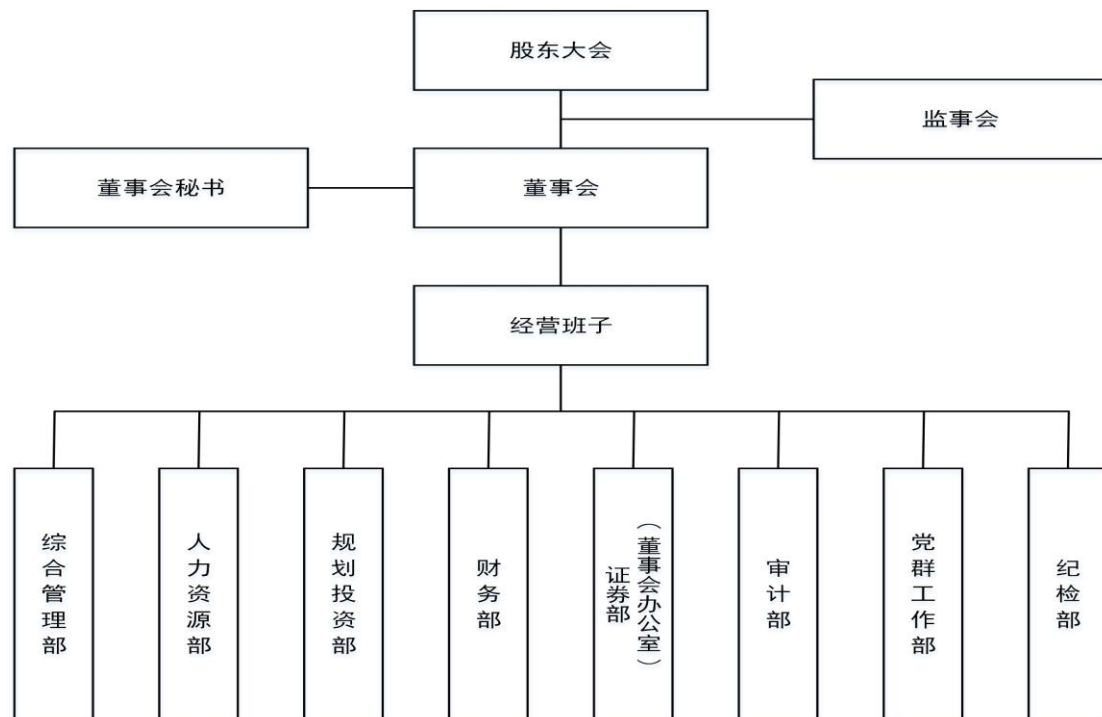 股东大会
监事会
董事会秘书
董事会
经营班子
综合管理部
人力资源部
规划投资部
财务部
证券部
（董事会办公室）
审计部
党群工作部
纪检部